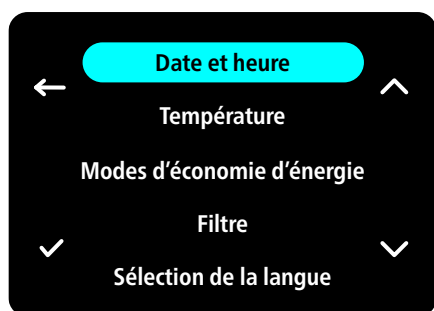 Date et heure
Température
Modes d’économie d’énergie
Filtre
Sélection de la langue